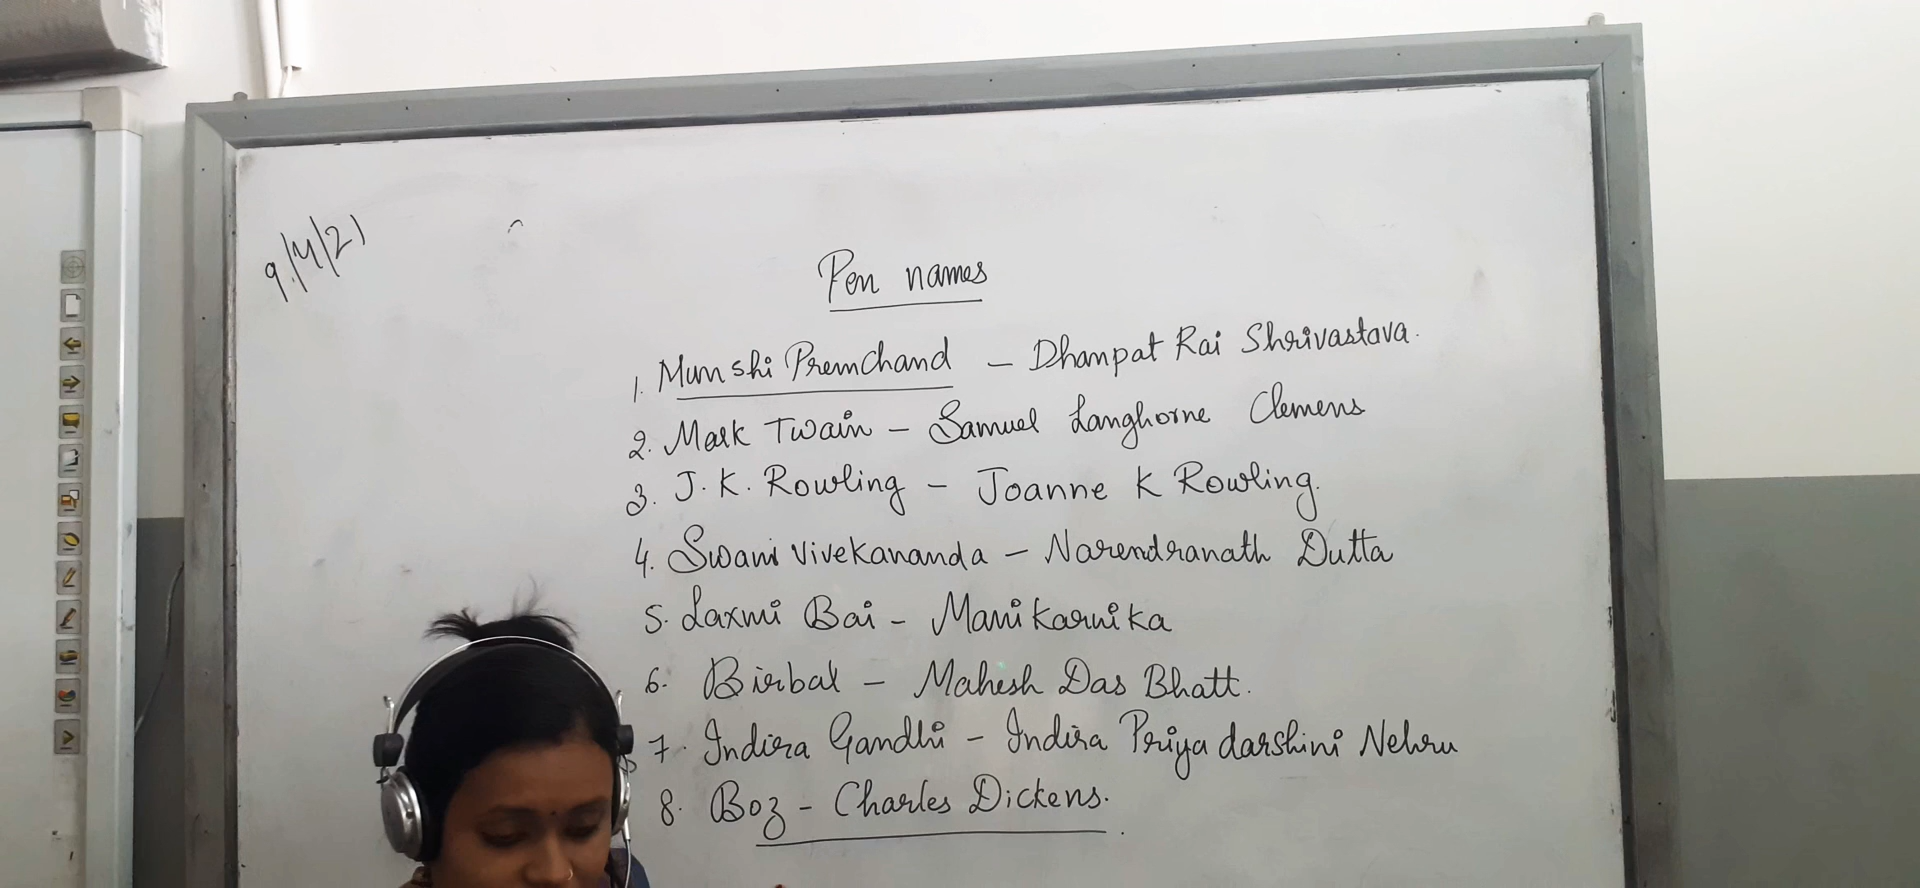 9/4/21
Pen names
1. Munshi Premchand - Dhanpat Rai Shrivastava.
2. Mark Twain - Samuel Langhorne Clemens
3. J. K. Rowling - Joanne K Rowling.
4. Swami Vivekananda - Narendranath Dutta
5. Laxmi Bai - Manikarnika
6. Birbal - Mahesh Das Bhatt.
7. Indira Gandhi - Indira Priyadarshini Nehru
8. Boz - Charles Dickens.